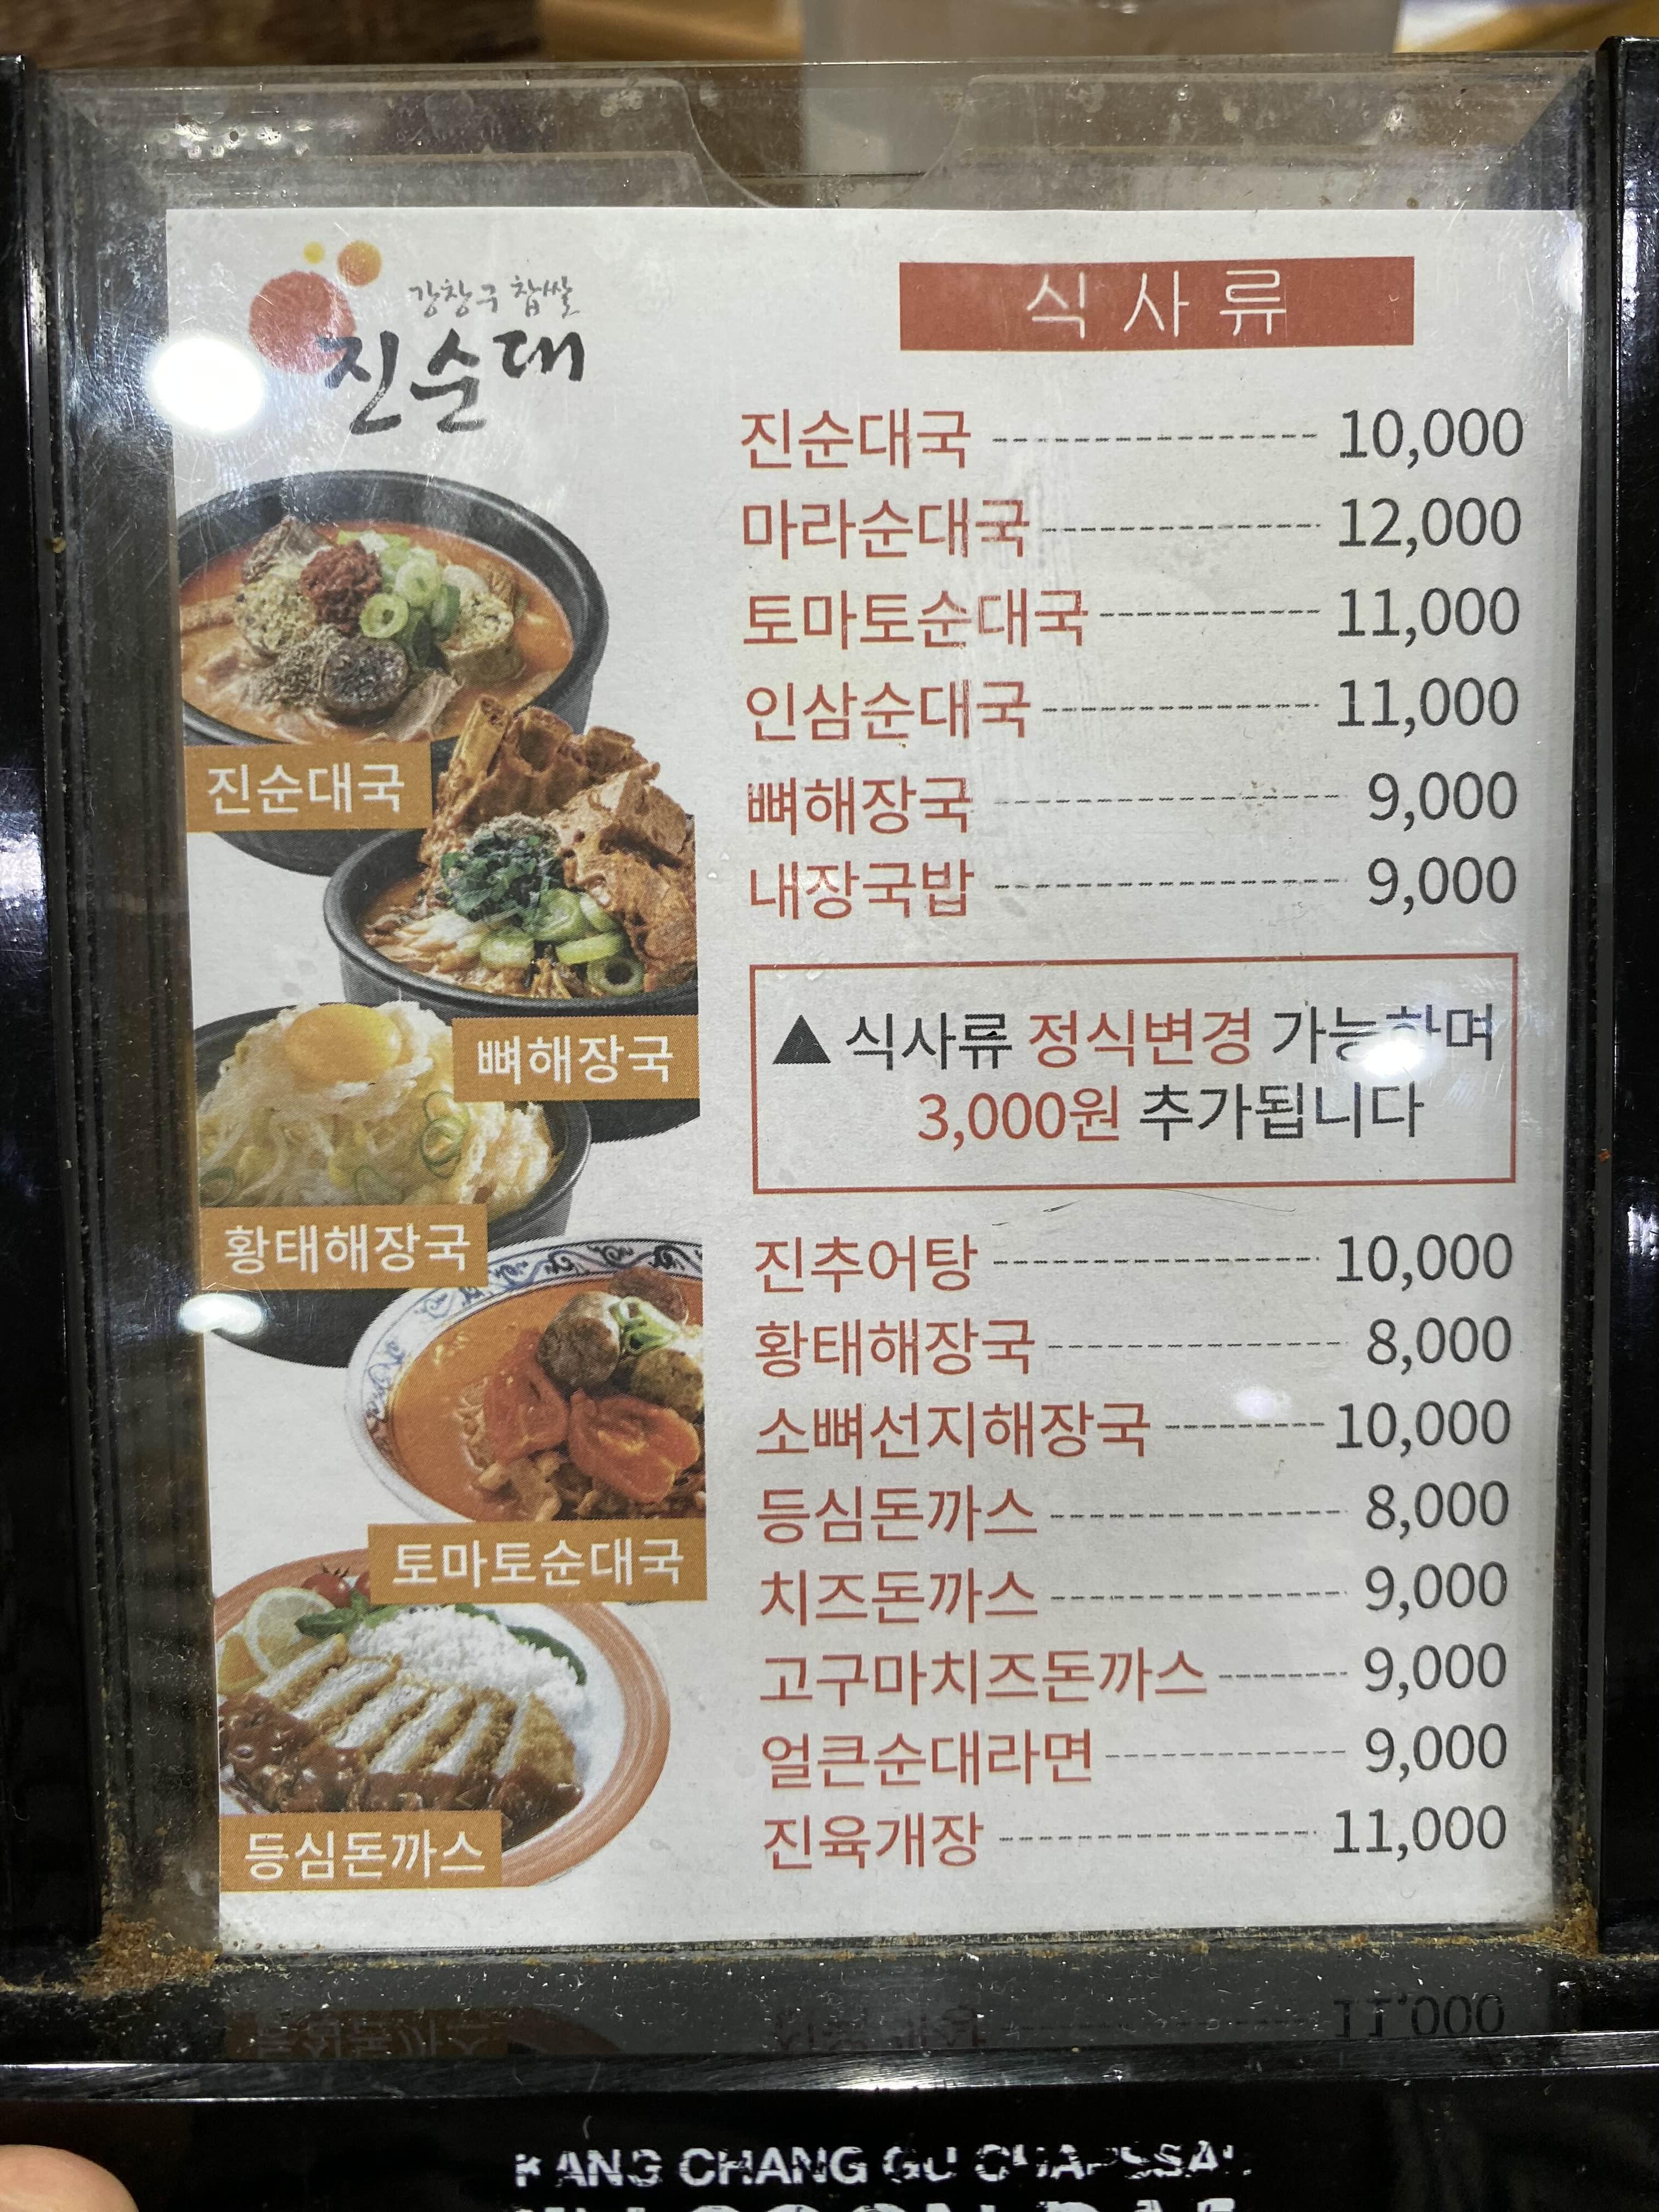 강창구 찹쌀
진순대
식사류
진순대국 10,000
마라순대국 12,000
토마토순대국 11,000
인삼순대국 11,000
뼈해장국 9,000
내장국밥 9,000
▲ 식사류 정식변경 가능하며
3,000원 추가됩니다
진추어탕 10,000
황태해장국 8,000
소뼈선지해장국 10,000
등심돈까스 8,000
치즈돈까스 9,000
고구마치즈돈까스 9,000
얼큰순대라면 9,000
진육개장 11,000
진순대국
뼈해장국
황태해장국
토마토순대국
등심돈까스
KANG CHANG GU CHAPSSAL